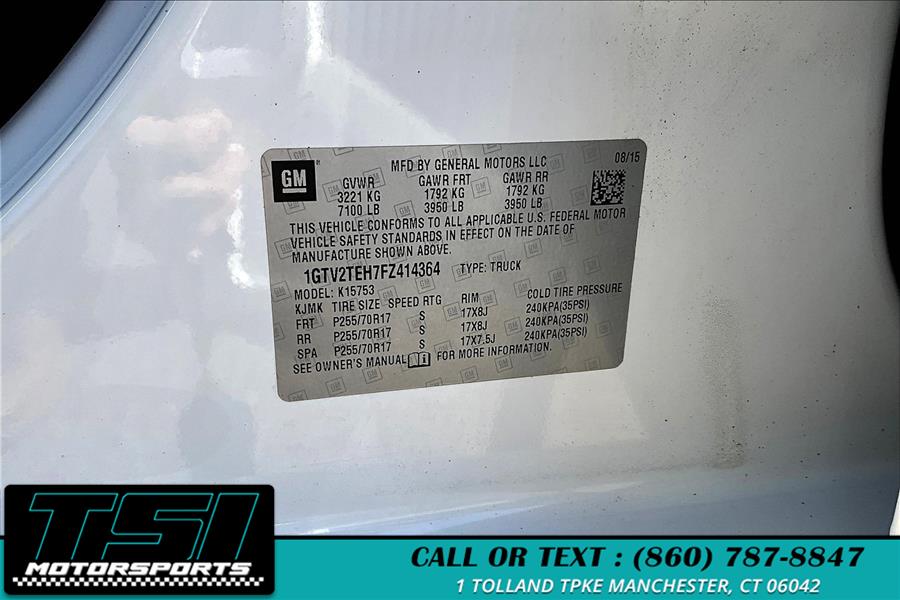 GM
MFD BY GENERAL MOTORS LLC 08/15
GVWR GAWR FRT GAWR RR
3221 KG 1792 KG 1792 KG
7100 LB 3950 LB 3950 LB
THIS VEHICLE CONFORMS TO ALL APPLICABLE U.S. FEDERAL MOTOR
VEHICLE SAFETY STANDARDS IN EFFECT ON THE DATE OF
MANUFACTURE SHOWN ABOVE.
1GTV2TEH7FZ414364 TYPE: TRUCK
MODEL: K15753
KJMK TIRE SIZE SPEED RTG RIM COLD TIRE PRESSURE
FRT P255/70R17 S 17X8J 240KPA(35PSI)
RR P255/70R17 S 17X8J 240KPA(35PSI)
SPA P255/70R17 S 17X7.5J 240KPA(35PSI)
SEE OWNER'S MANUAL FOR MORE INFORMATION.
TSI
MOTORSPORTS
CALL OR TEXT : (860) 787-8847
1 TOLLAND TPKE MANCHESTER, CT 06042